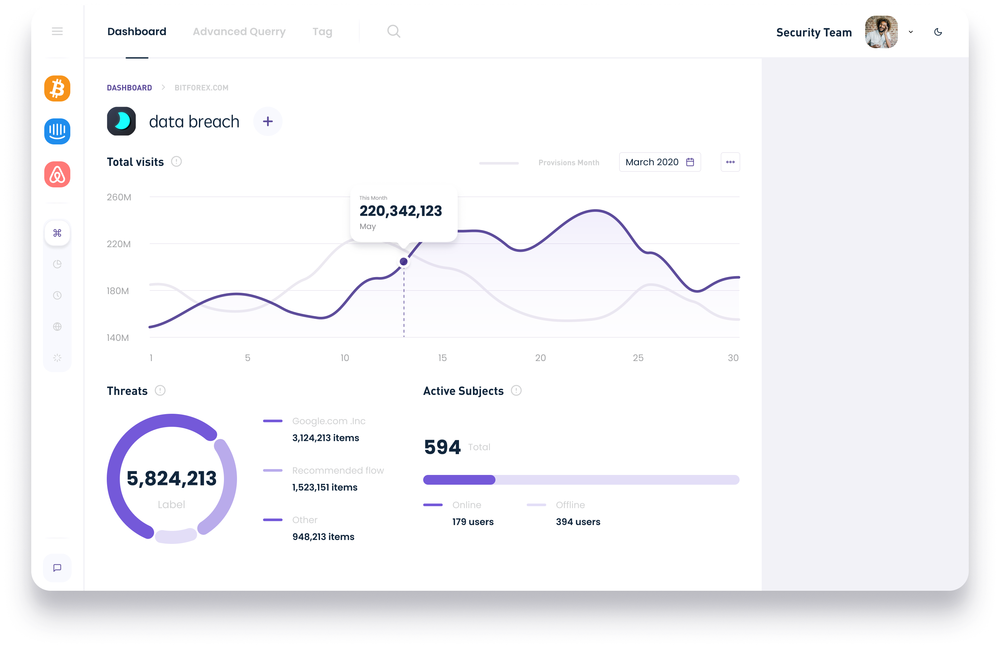 Dashboard
Advanced Querry
Tag
Security Team
DASHBOARD
BITFOREX.COM
data breach
Total visits
Provisions Month
March 2020
260M
220M
180M
140M
This Month
220,342,123
May
1
5
10
15
20
25
30
Threats
5,824,213
Label
Google.com .Inc
3,124,213 items
Recommended flow
1,523,151 items
Other
948,213 items
Active Subjects
594 Total
Online
179 users
Offline
394 users